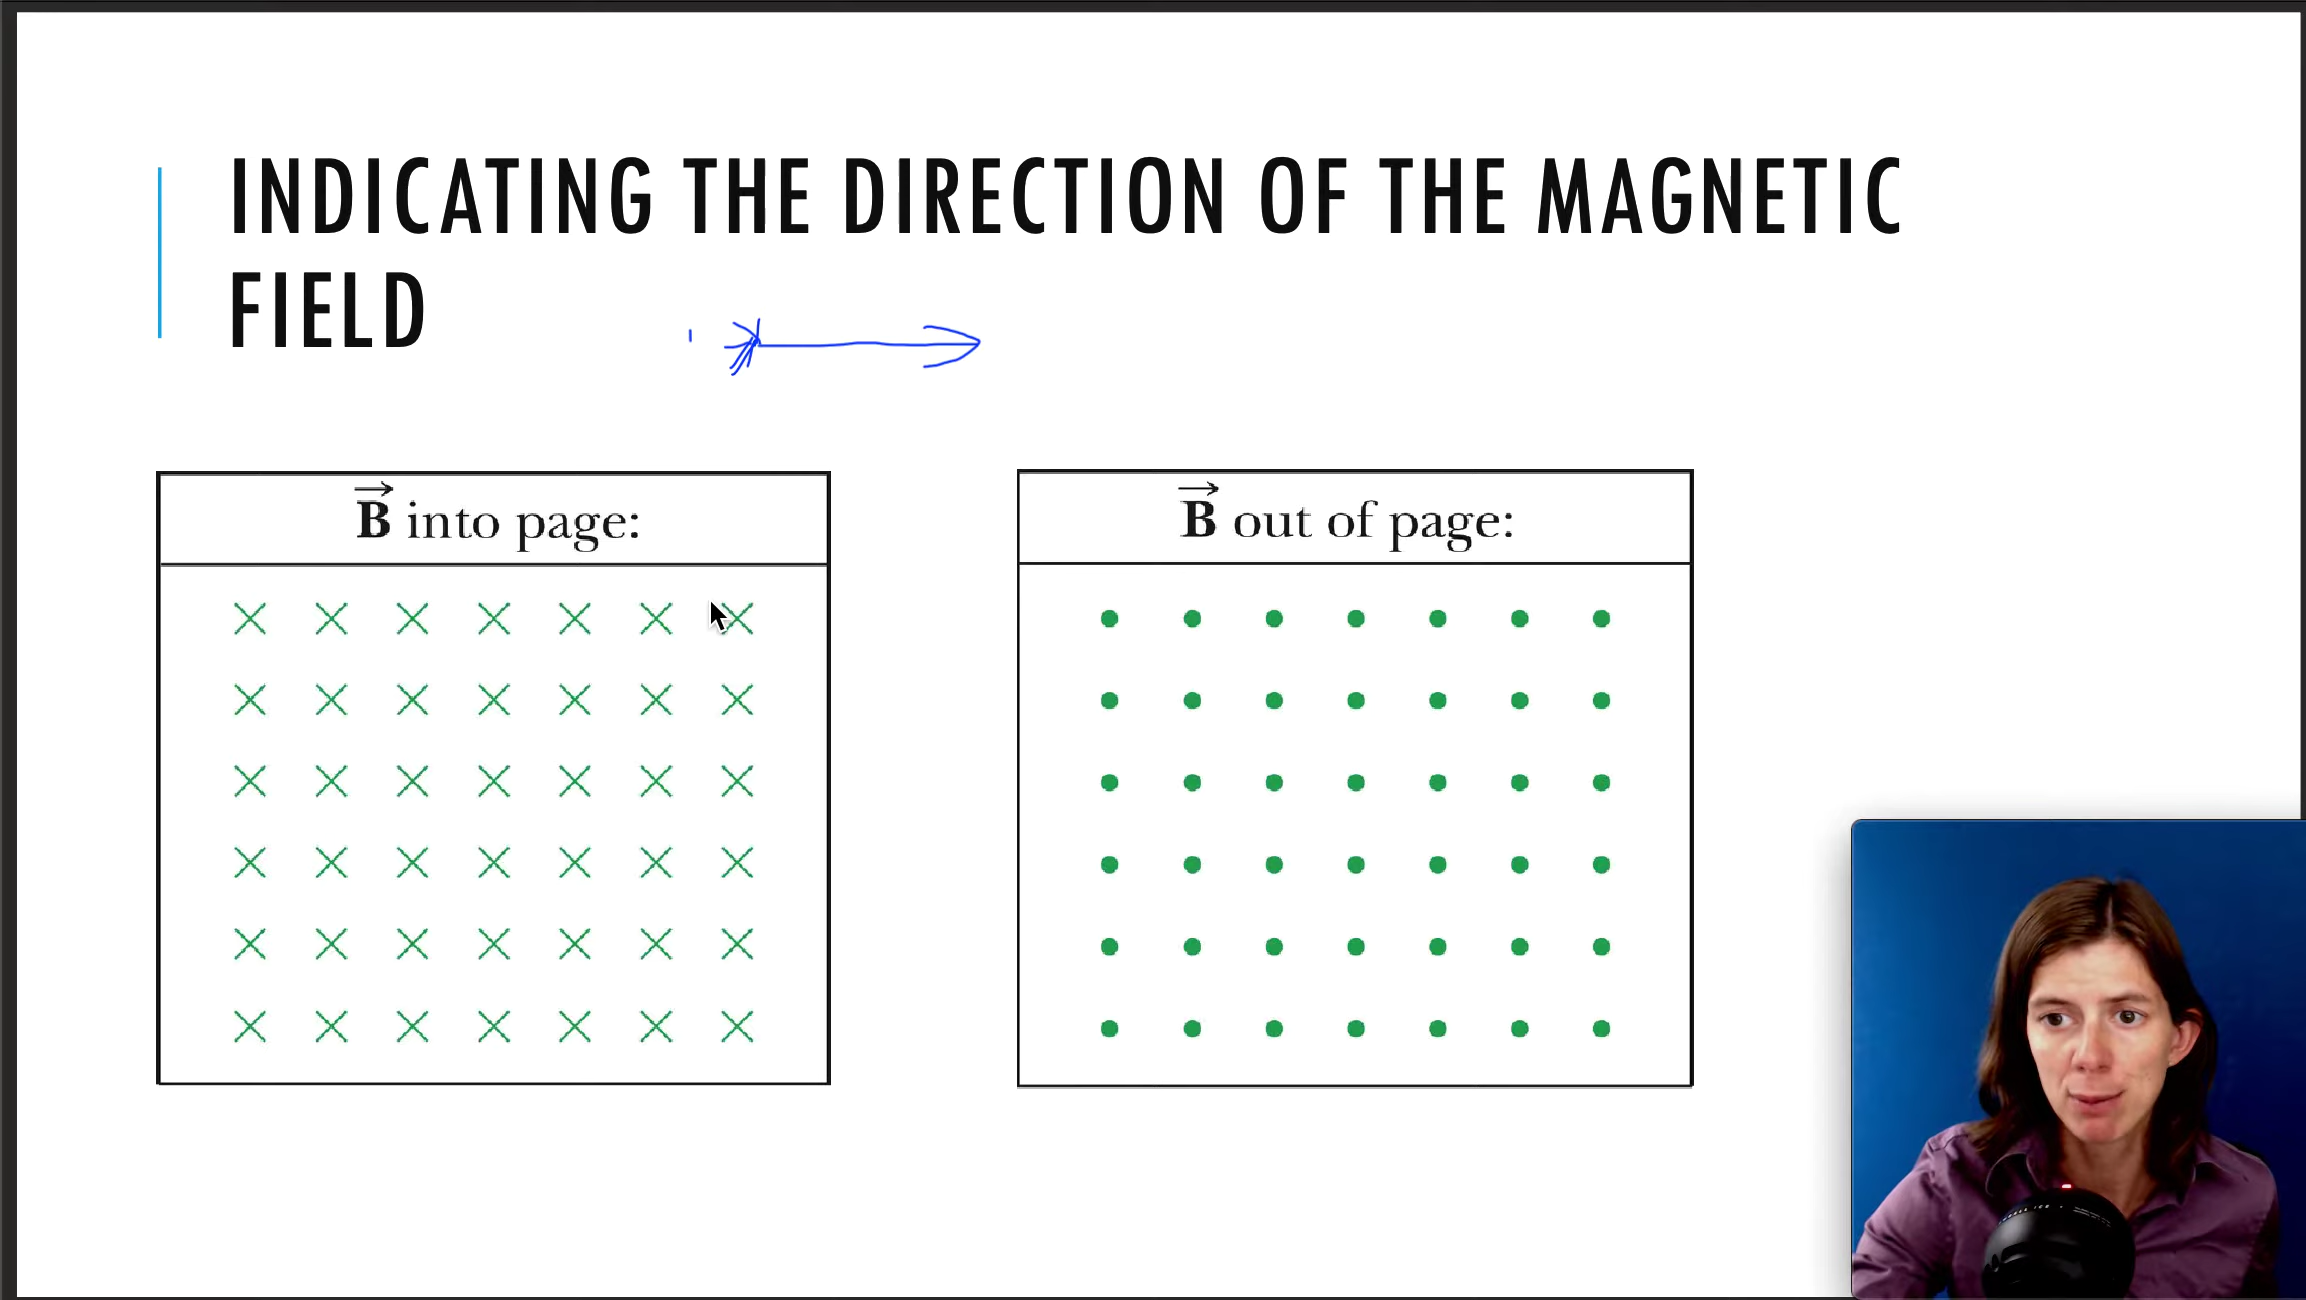 INDICATING THE DIRECTION OF THE MAGNETIC
FIELD
B into page:
B out of page: